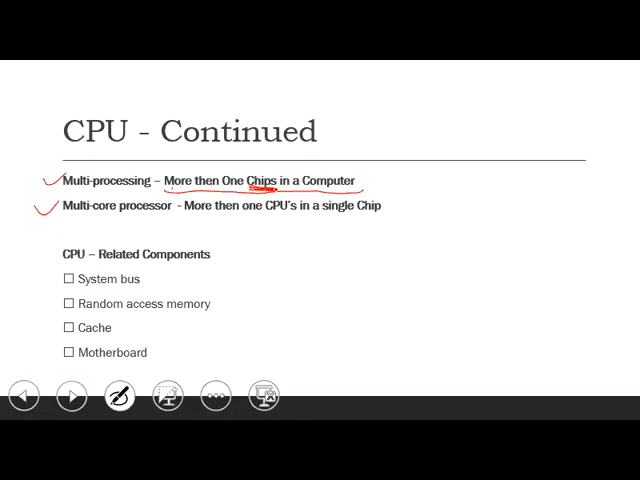 CPU - Continued
Multi-processing – More then One Chips in a Computer
Multi-core processor - More then one CPU's in a single Chip
CPU – Related Components
☐ System bus
☐ Random access memory
☐ Cache
☐ Motherboard